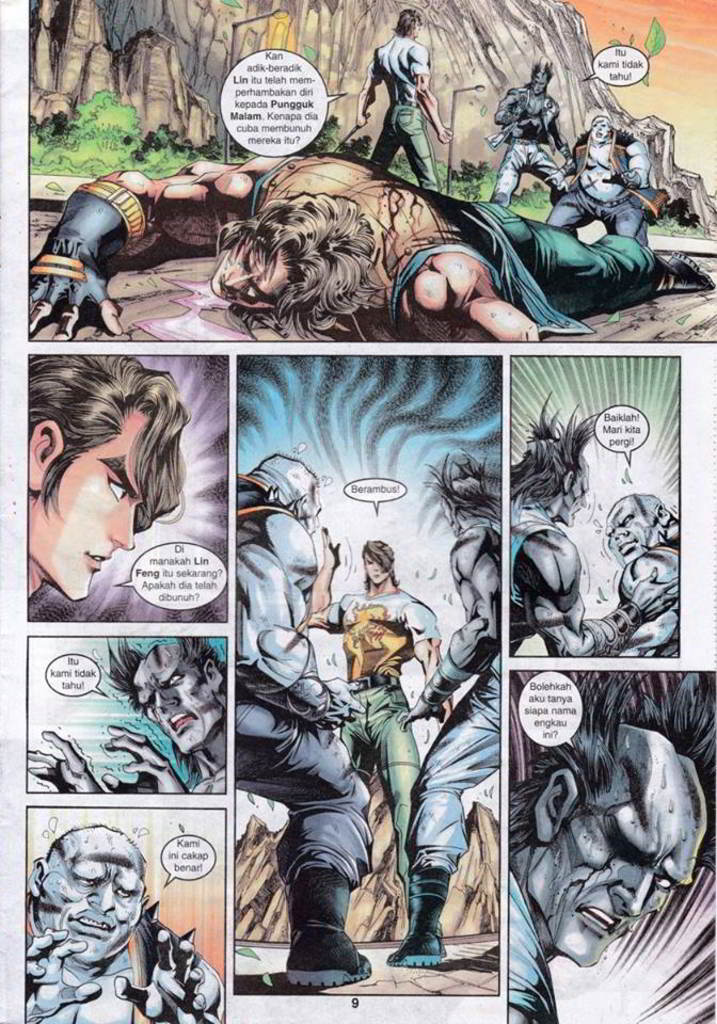 Kan
adik-beradik
Lin itu telah mem-
perhambakan diri
kepada Pungguk
Malam. Kenapa dia
cuba membunuh
mereka itu?
Itu
kami tidak
tahu!
Di
manakah Lin
Feng itu sekarang?
Apakah dia telah
dibunuh?
Itu
kami tidak
tahu!
Kami
ini cakap
benar!
Berambus!
Baiklah!
Mari kita
pergi!
Bolehkah
aku tanya
siapa nama
engkau
ini?
9